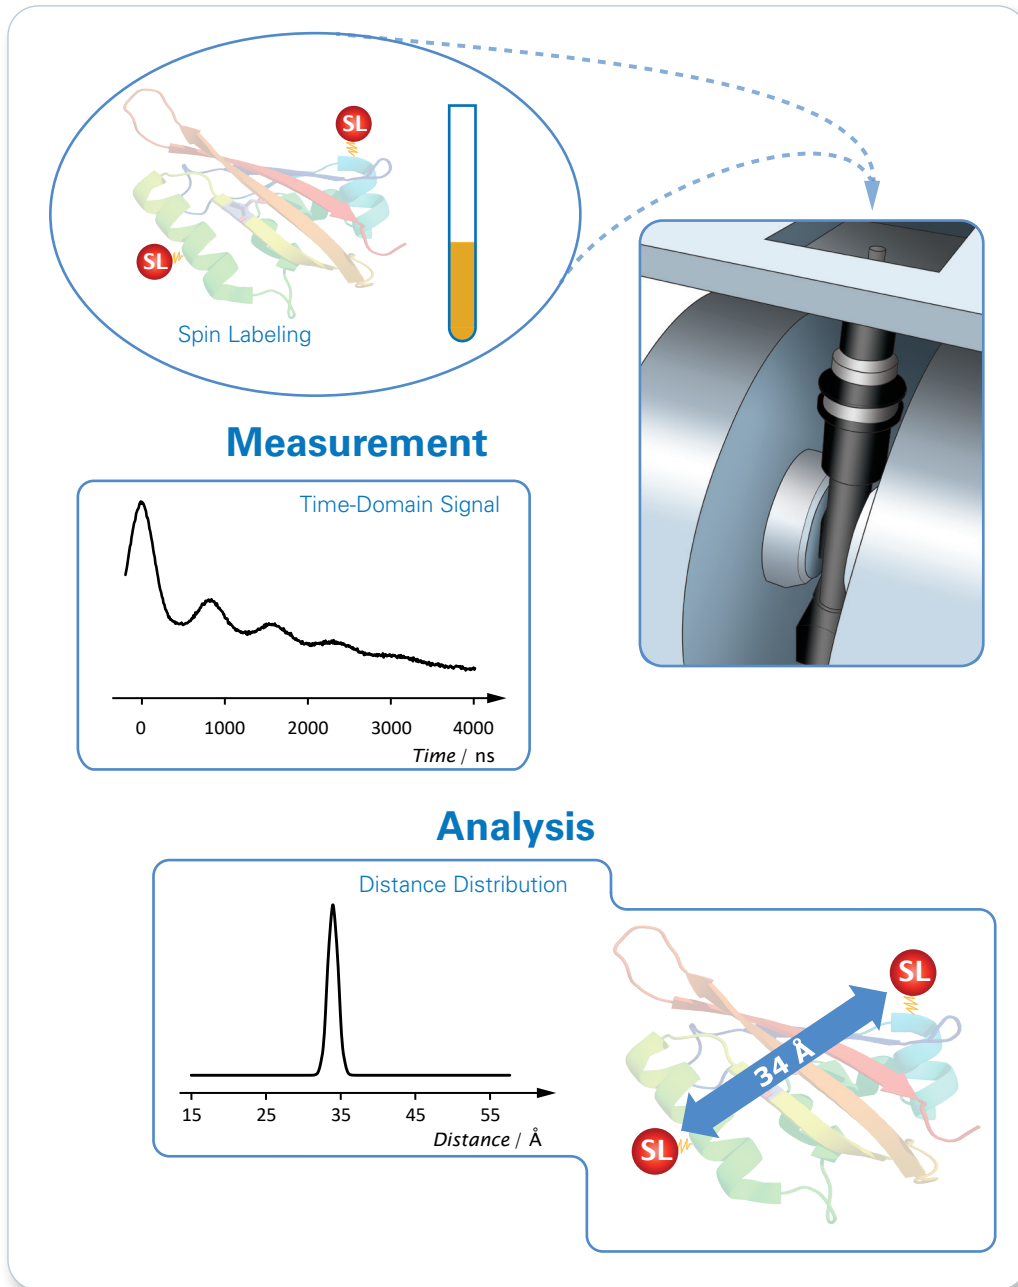 SL
SL
Spin Labeling
Measurement
Time-Domain Signal
0 1000 2000 3000 4000
Time / ns
Analysis
Distance Distribution
15 25 35 45 55
Distance / Å
SL
34 Å
SL